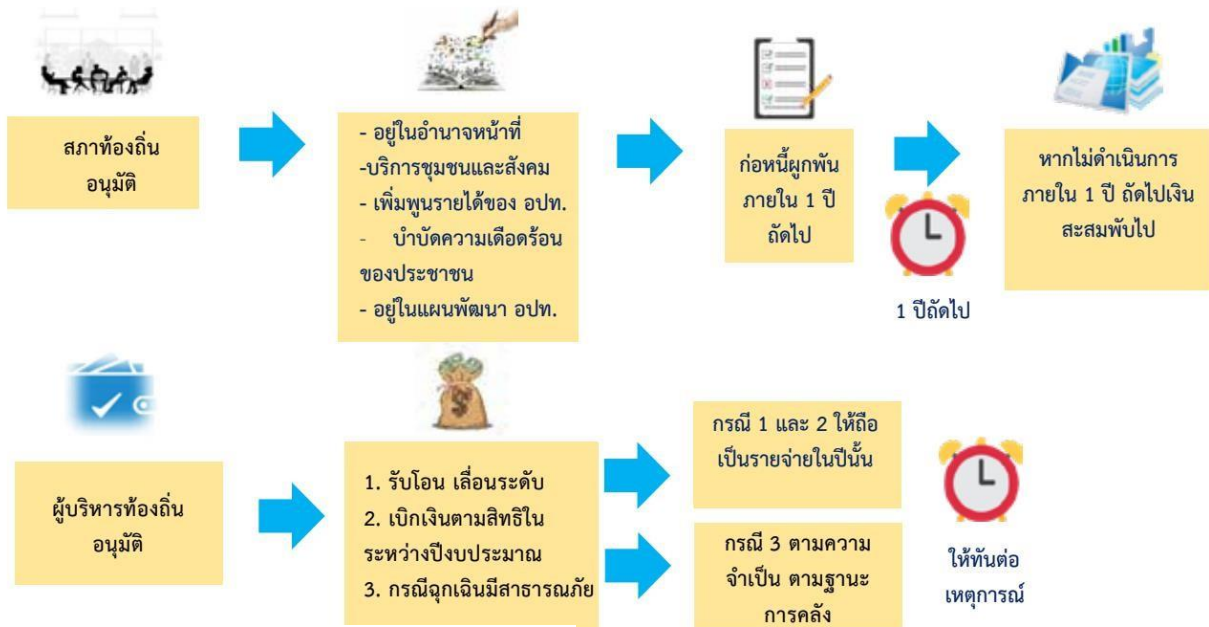 สภาท้องถิ่น
อนุมัติ
- อยู่ในอำนาจหน้าที่
-บริการชุมชนและสังคม
- เพิ่มพูนรายได้ของ อปท.
- บำบัดความเดือดร้อน
ของประชาชน
- อยู่ในแผนพัฒนา อปท.
ก่อหนี้ผูกพัน
ภายใน 1 ปี
ถัดไป
1 ปีถัดไป
หากไม่ดำเนินการ
ภายใน 1 ปี ถัดไปเงิน
สะสมพับไป
ผู้บริหารท้องถิ่น
อนุมัติ
1. รับโอน เลื่อนระดับ
2. เบิกเงินตามสิทธิใน
ระหว่างปีงบประมาณ
3. กรณีฉุกเฉินมีสาธารณภัย
กรณี 1 และ 2 ให้ถือ
เป็นรายจ่ายในปีนั้น
กรณี 3 ตามความ
จำเป็น ตามฐานะ
การคลัง
ให้ทันต่อ
เหตุการณ์